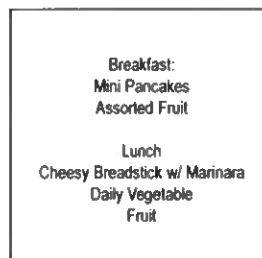 Breakfast:
Mini Pancakes
Assorted Fruit
Lunch
Cheesy Breadstick w/ Marinara
Daily Vegetable
Fruit